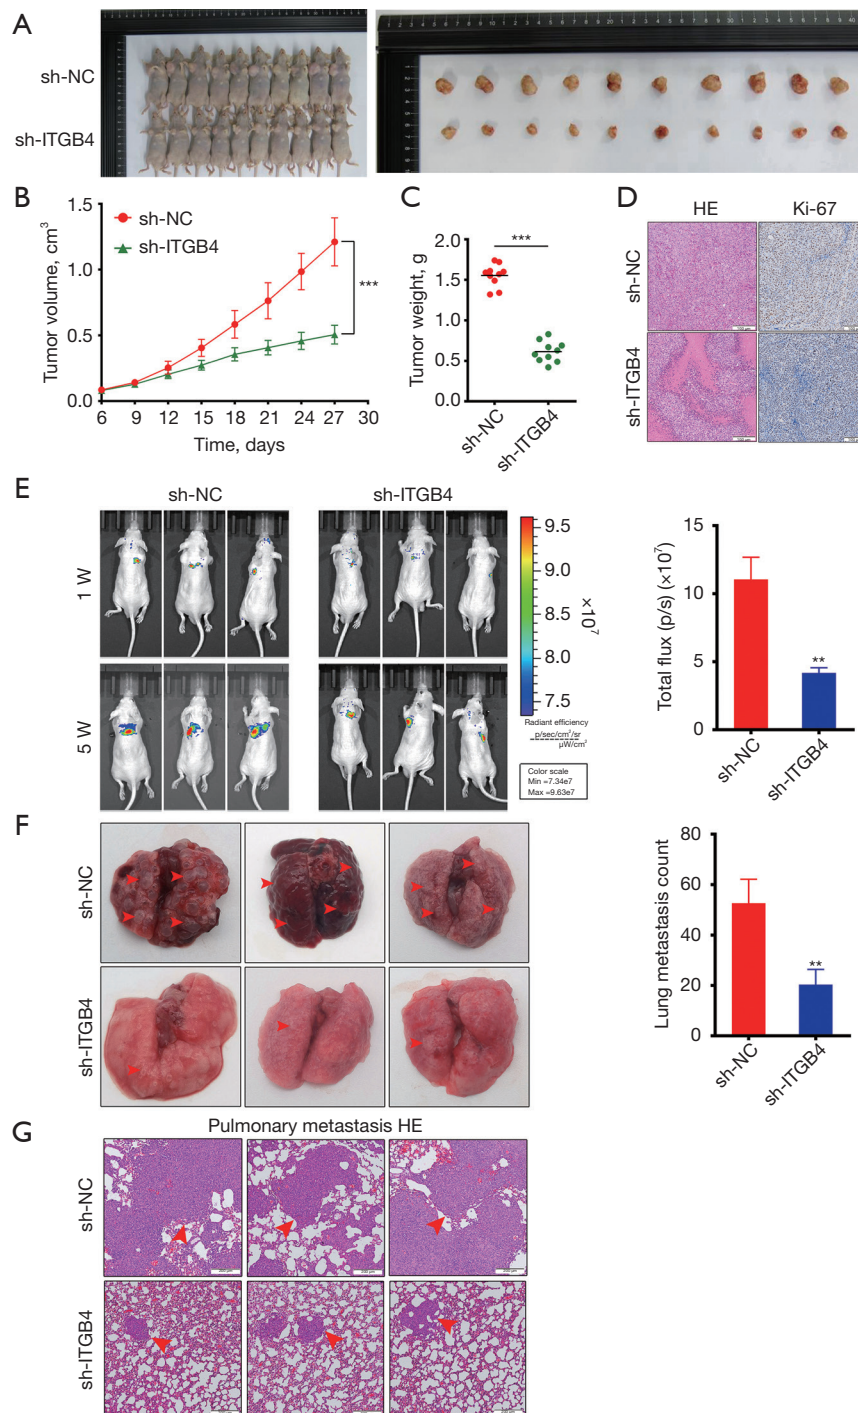 A
sh-NC
sh-ITGB4
B
Tumor volume, cm³
1.5
1.0
0.5
0.0
sh-NC
sh-ITGB4
***
6 9 12 15 18 21 24 27 30
Time, days
C
Tumor weight, g
2.0
1.5
1.0
0.5
0.0
***
sh-NC
sh-ITGB4
D
HE Ki-67
sh-NC
sh-ITGB4
E
sh-NC sh-ITGB4
1 W
5 W
9.5
9.0
8.5
8.0
7.5
×10⁷
Radiant efficiency
p/sec/cm²/sr
μW/cm²
Color scale
Min =7.34e7
Max =9.63e7
Total flux (p/s) (×10⁷)
15
10
5
0
**
sh-NC
sh-ITGB4
F
sh-NC
sh-ITGB4
Lung metastasis count
80
60
40
20
0
**
sh-NC
sh-ITGB4
G
Pulmonary metastasis HE
sh-NC
sh-ITGB4